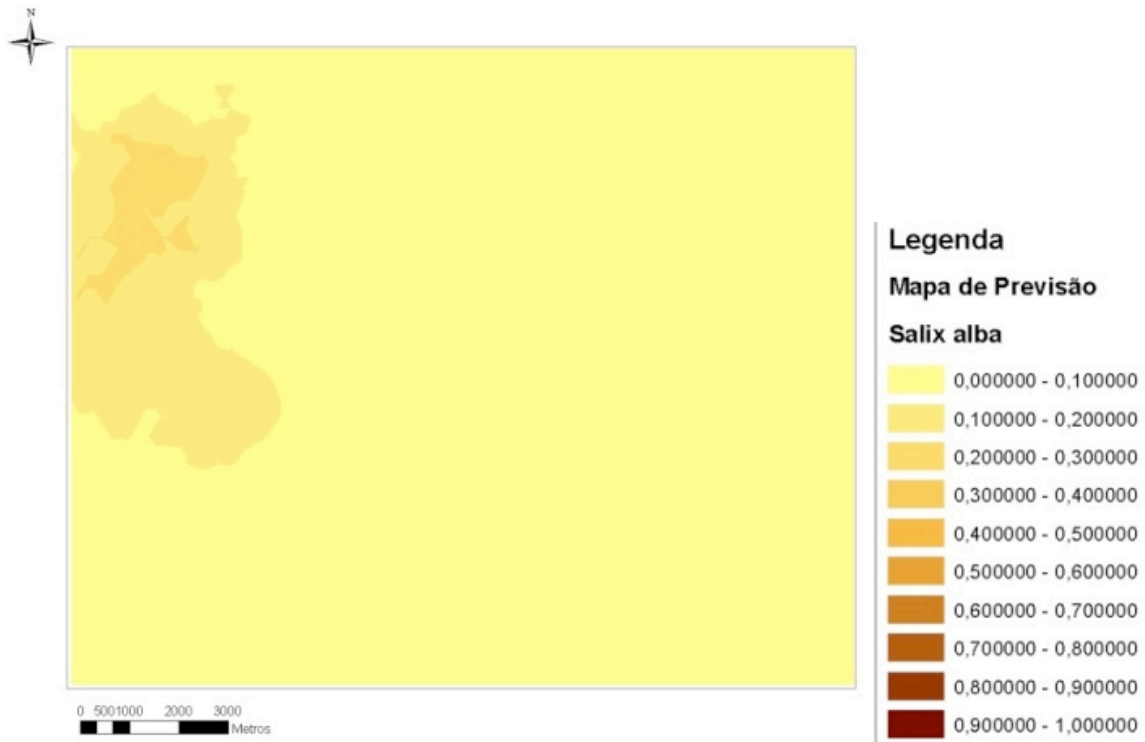 N
Legenda
Mapa de Previsão
Salix alba
0,000000 - 0,100000
0,100000 - 0,200000
0,200000 - 0,300000
0,300000 - 0,400000
0,400000 - 0,500000
0,500000 - 0,600000
0,600000 - 0,700000
0,700000 - 0,800000
0,800000 - 0,900000
0,900000 - 1,000000
0 5001000 2000 3000
Metros